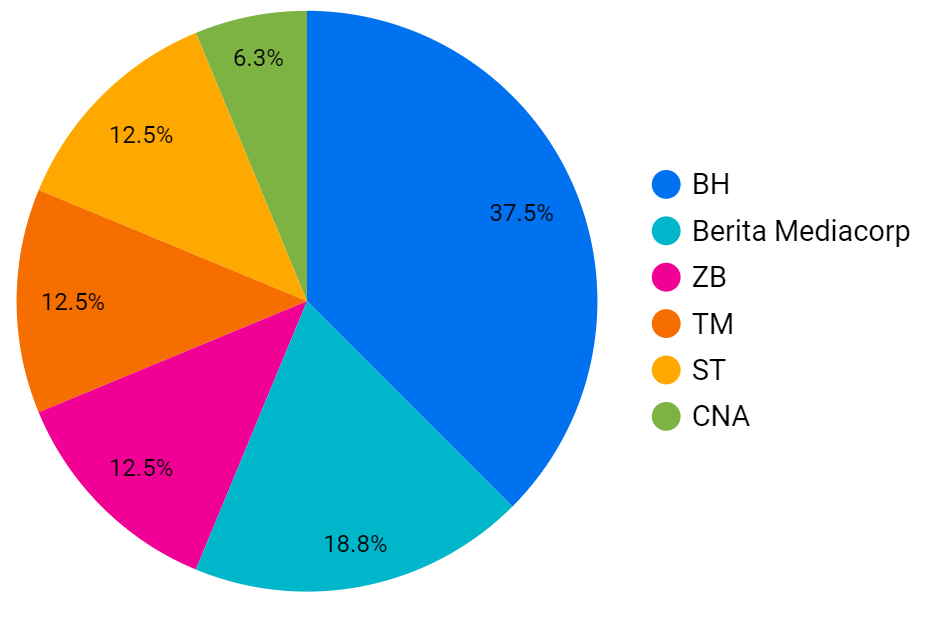 6.3%
12.5%
37.5%
12.5%
12.5%
18.8%
BH
Berita Mediacorp
ZB
TM
ST
CNA